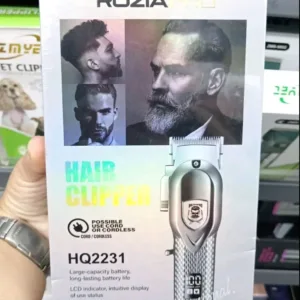 ROZIA
HAIR
CLIPPER
POSSIBLE
USE CORD
OR CORDLESS
CORD / CORDLESS
HQ2231
Large-capacity battery,
long-lasting battery life
LCD indicates intuitive display
of use status